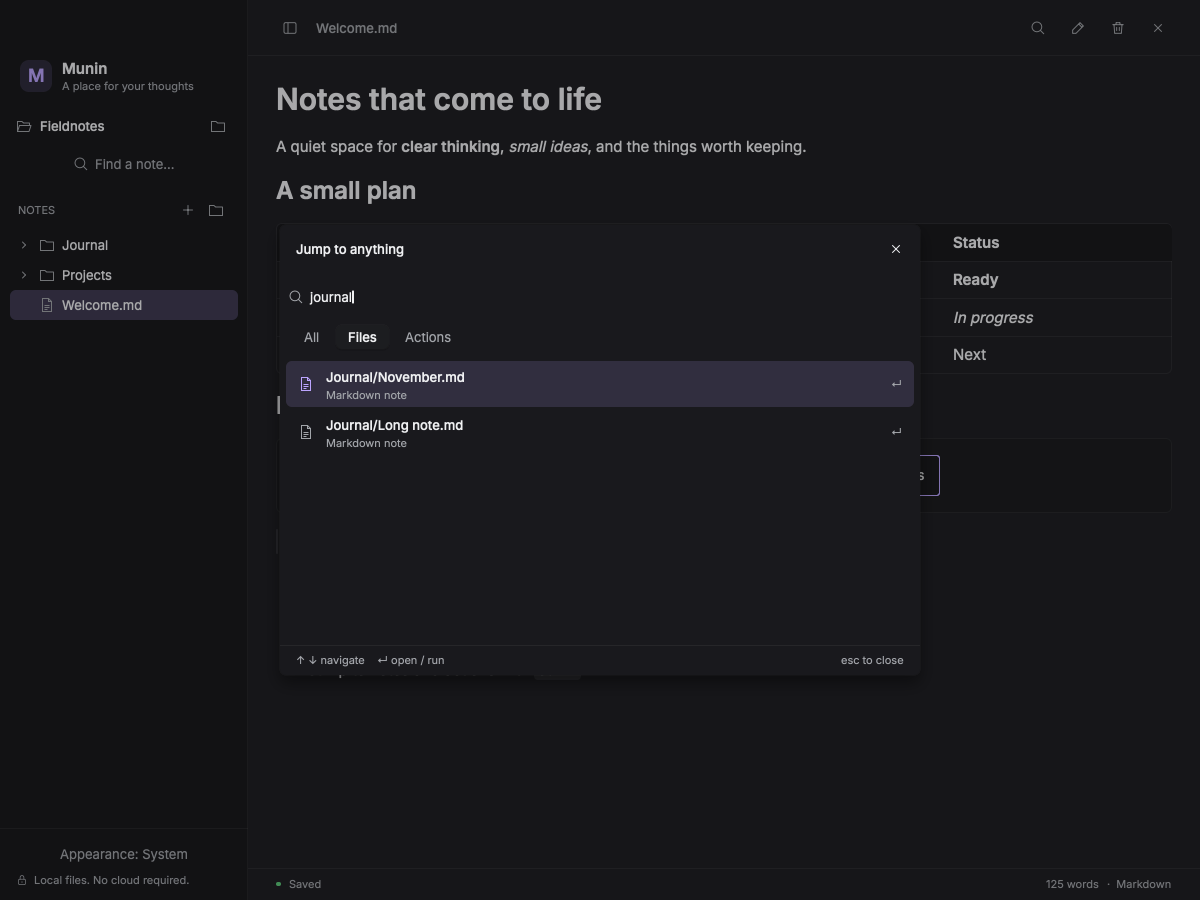 Welcome.md
M
Munin
A place for your thoughts
Fieldnotes
Find a note...
NOTES
Journal
Projects
Welcome.md
Appearance: System
Local files. No cloud required.
Notes that come to life
A quiet space for clear thinking, small ideas, and the things worth keeping.
A small plan
Status
Ready
In progress
Next
Jump to anything
journal
All Files Actions
Journal/November.md
Markdown note
Journal/Long note.md
Markdown note
↑ ↓ navigate ↵ open / run esc to close
Saved
125 words · Markdown